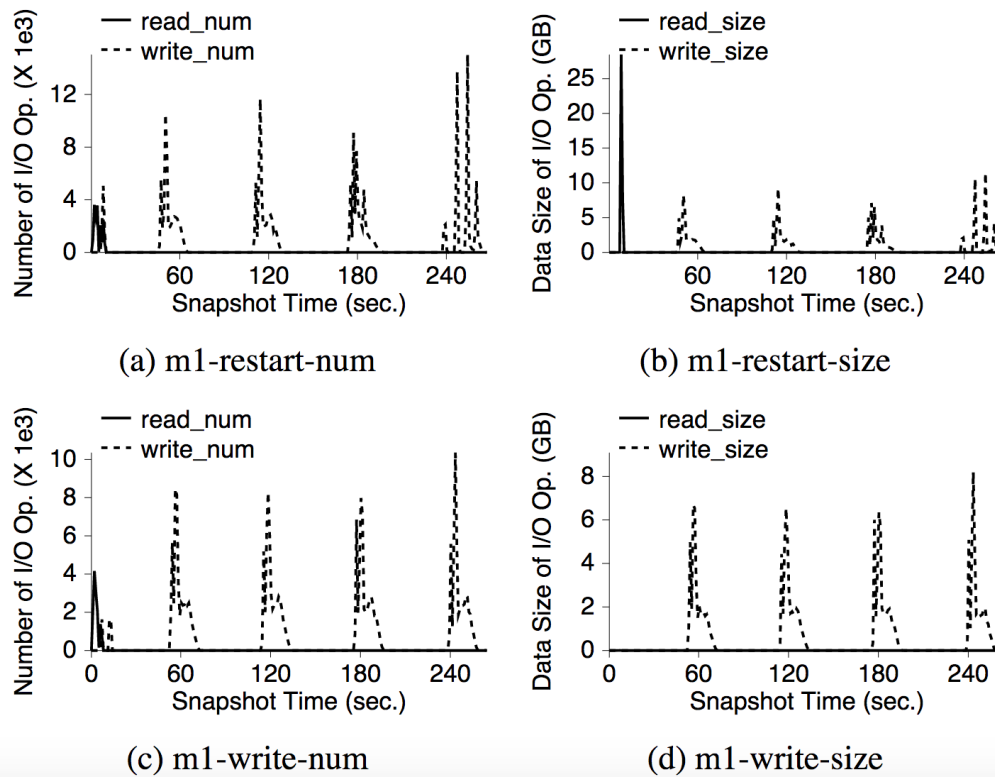 read_num
write_num
Number of I/O Op. (X 1e3)
12
8
4
0
60
120
180
240
Snapshot Time (sec.)
(a) m1-restart-num
read_size
write_size
Data Size of I/O Op. (GB)
25
20
15
10
5
0
0
60
120
180
240
Snapshot Time (sec.)
(b) m1-restart-size
read_num
write_num
Number of I/O Op. (X 1e3)
10
8
6
4
2
0
0
60
120
180
240
Snapshot Time (sec.)
(c) m1-write-num
read_size
write_size
Data Size of I/O Op. (GB)
8
6
4
2
0
0
60
120
180
240
Snapshot Time (sec.)
(d) m1-write-size